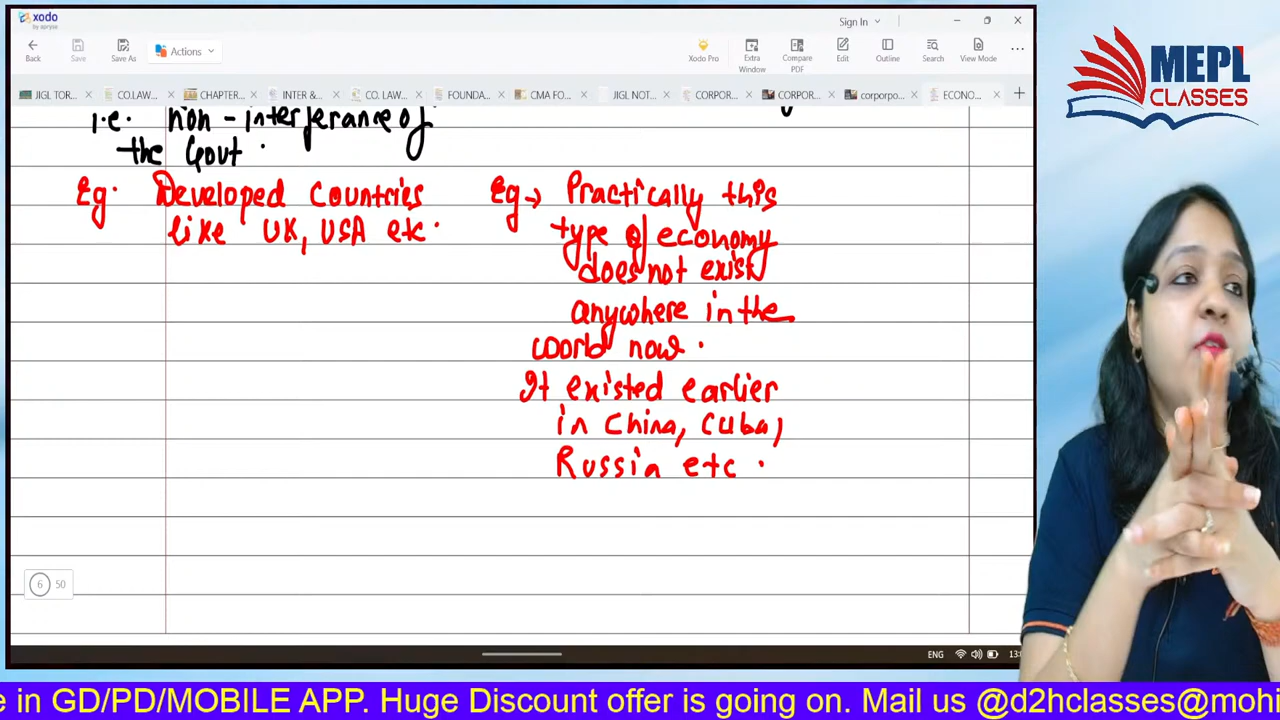 xodo
by apryse
Sign In
Back
Save
Save As
Actions
Xodo Pro
Extra Window
Compare PDF
Edit
Outline
Search
View Mode
JIGL TOR...
CO.LAW...
CHAPTER...
INTER &...
CO. LAW...
FOUNDA...
CMA FO...
JIGL NOT...
CORPOR...
CORPOR...
corporpo...
ECONO...
MEPL
CLASSES
i.e. non - interferance of
the Govt.
Eg. Developed Countries
like UK, USA etc.
Eg → Practically this
type of economy
does not exist
anywhere in the
world now.
It existed earlier
in China, Cuba,
Russia etc.
6 50
ENG
13:
e in GD/PD/MOBILE APP. Huge Discount offer is going on. Mail us @d2hclasses@mohi